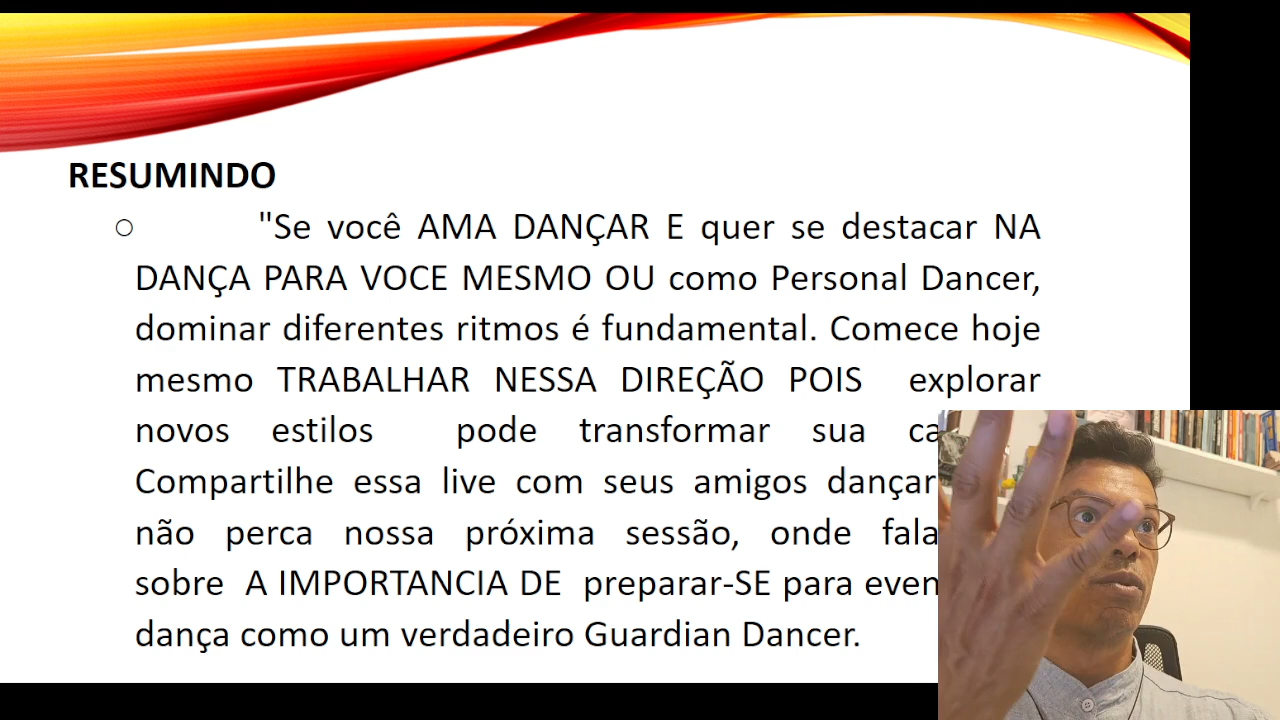 RESUMINDO
"Se você AMA DANÇAR E quer se destacar NA
DANÇA PARA VOCE MESMO OU como Personal Dancer,
dominar diferentes ritmos é fundamental. Comece hoje
mesmo TRABALHAR NESSA DIREÇÃO POIS explorar
novos estilos pode transformar sua
Compartilhe essa live com seus amigos
não perca nossa próxima sessão, onde
sobre A IMPORTANCIA DE preparar-SE para
dança como um verdadeiro Guardian Dancer.